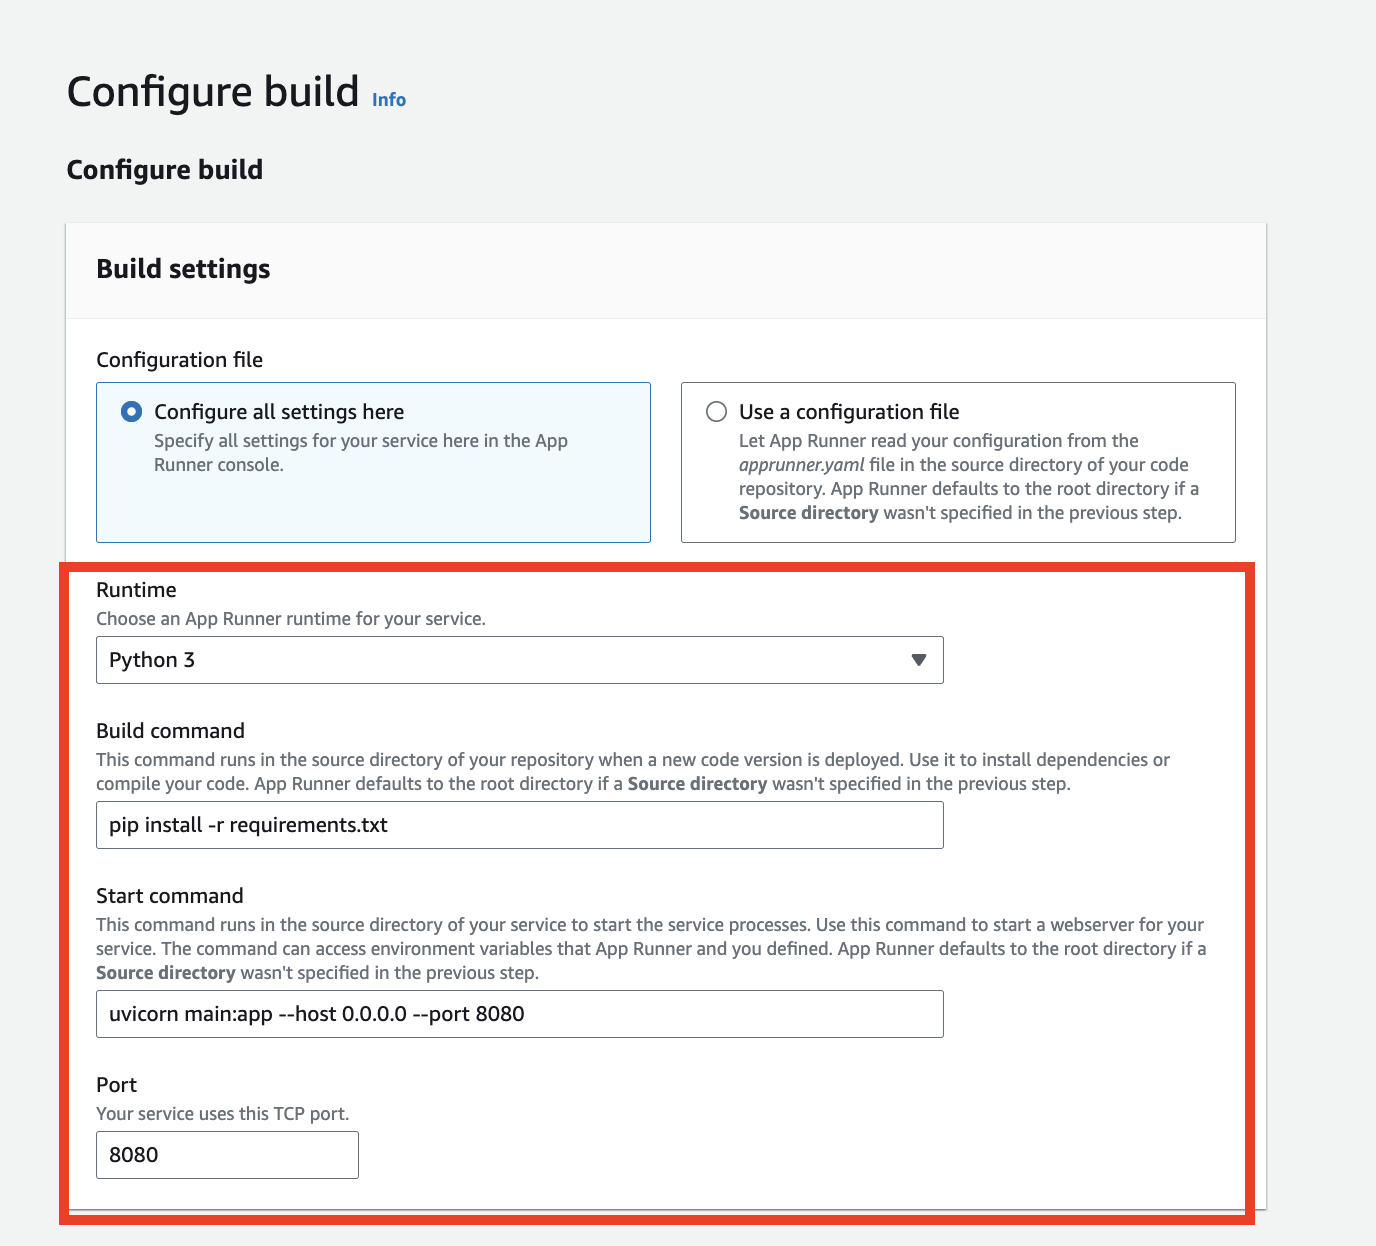 Configure build Info
Configure build
Build settings
Configuration file
Configure all settings here
Specify all settings for your service here in the App
Runner console.
Use a configuration file
Let App Runner read your configuration from the
apprunner.yaml file in the source directory of your code
repository. App Runner defaults to the root directory if a
Source directory wasn't specified in the previous step.
Runtime
Choose an App Runner runtime for your service.
Python 3
Build command
This command runs in the source directory of your repository when a new code version is deployed. Use it to install dependencies or
compile your code. App Runner defaults to the root directory if a Source directory wasn't specified in the previous step.
pip install -r requirements.txt
Start command
This command runs in the source directory of your service to start the service processes. Use this command to start a webserver for your
service. The command can access environment variables that App Runner and you defined. App Runner defaults to the root directory if a
Source directory wasn't specified in the previous step.
uvicorn main:app --host 0.0.0.0 --port 8080
Port
Your service uses this TCP port.
8080